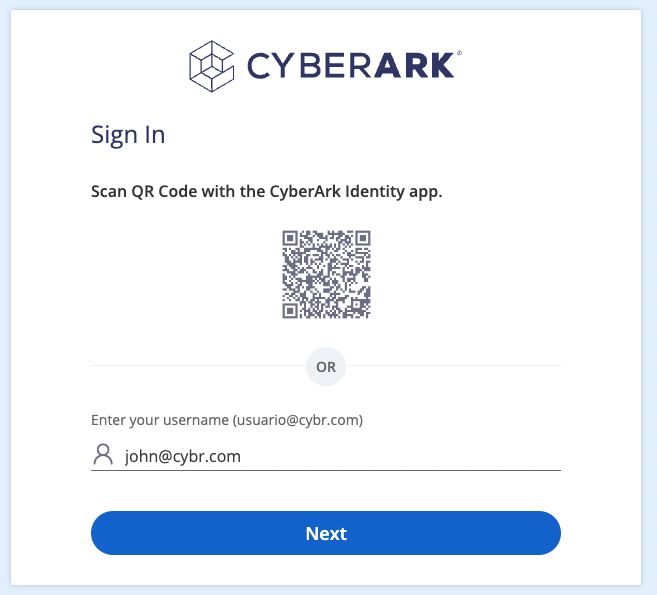 CYBERARK®
Sign In
Scan QR Code with the CyberArk Identity app.
OR
Enter your username (usuario@cybr.com)
john@cybr.com
Next